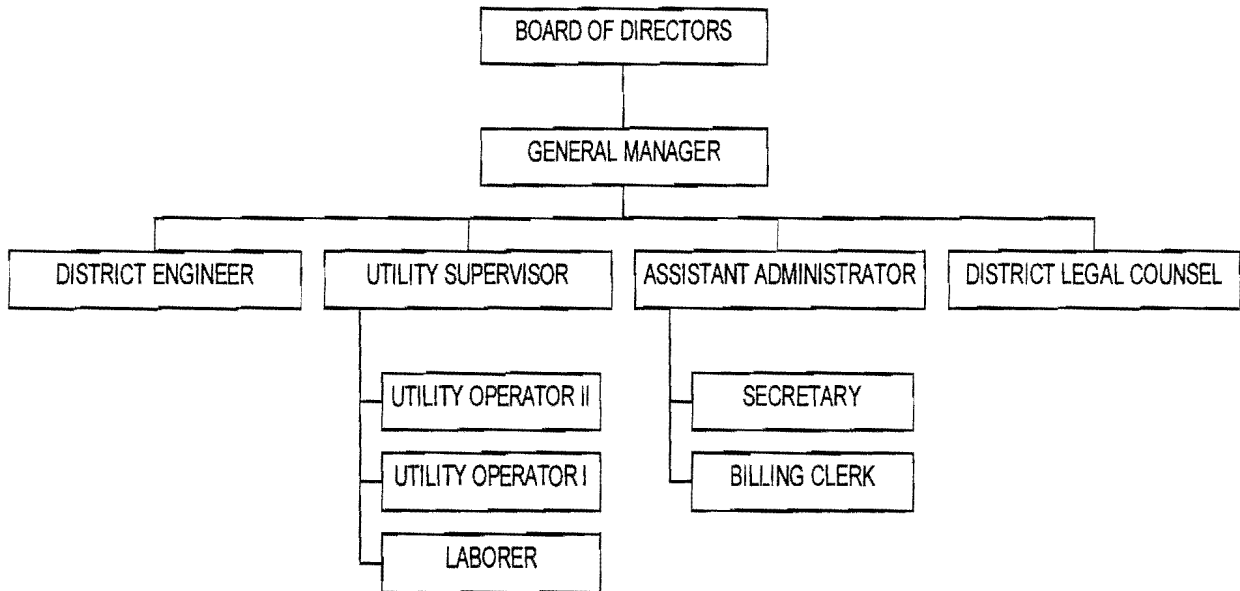 BOARD OF DIRECTORS
GENERAL MANAGER
DISTRICT ENGINEER
UTILITY SUPERVISOR
ASSISTANT ADMINISTRATOR
DISTRICT LEGAL COUNSEL
UTILITY OPERATOR II
UTILITY OPERATOR I
LABORER
SECRETARY
BILLING CLERK